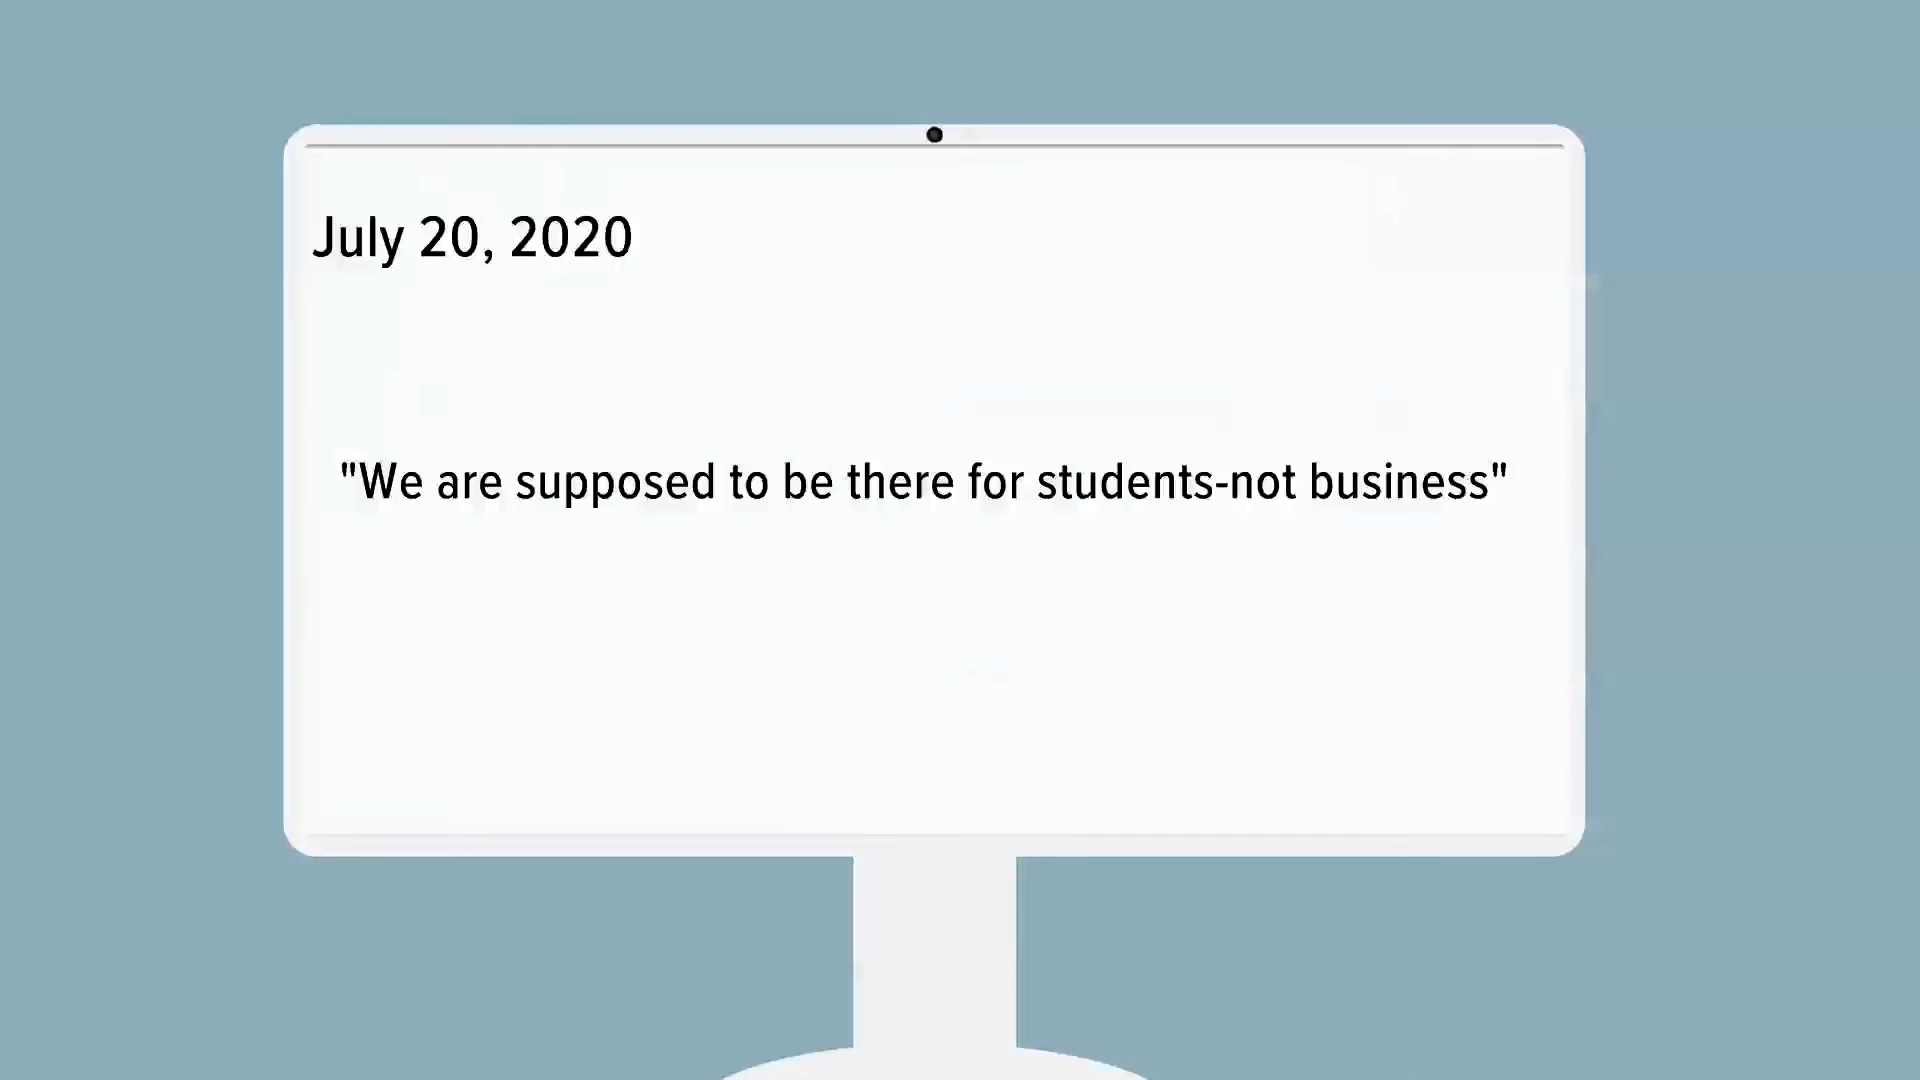 July 20, 2020
"We are supposed to be there for students-not business"